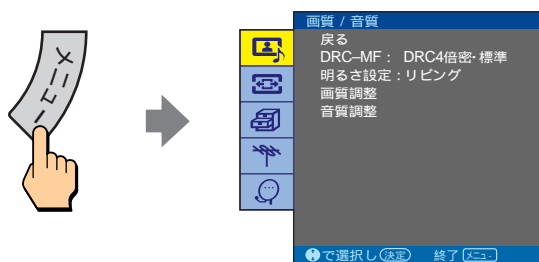 メニュー
画質 / 音質
戻る
DRC–MF： DRC4倍密・標準
明るさ設定：リビング
画質調整
音質調整
で選択し 決定 終了 メニュー